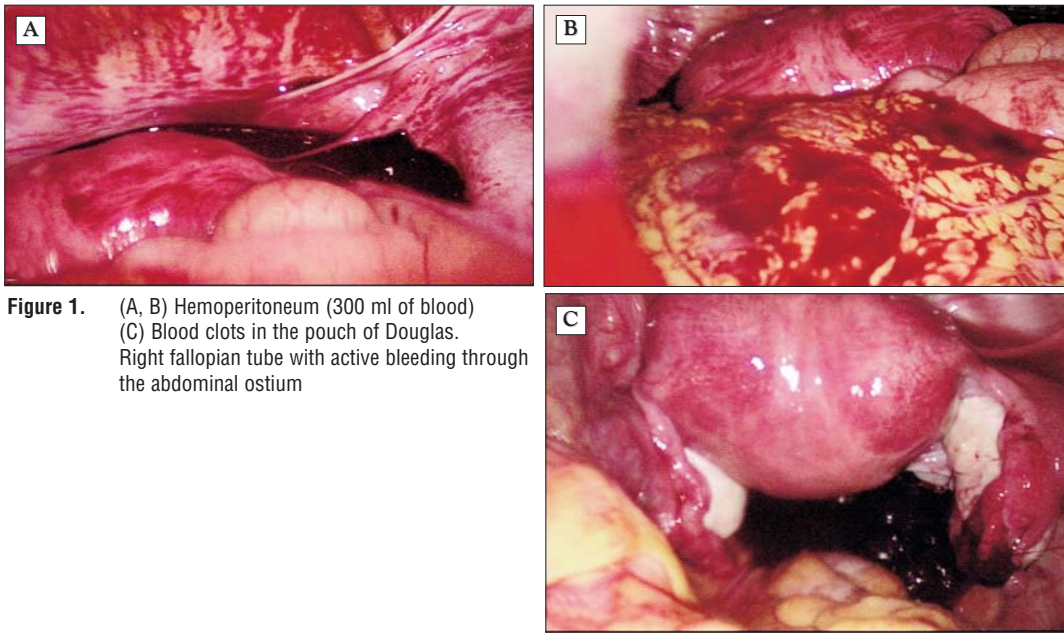 A
B
Figure 1. (A, B) Hemoperitoneum (300 ml of blood)
(C) Blood clots in the pouch of Douglas.
Right fallopian tube with active bleeding through
the abdominal ostium
C